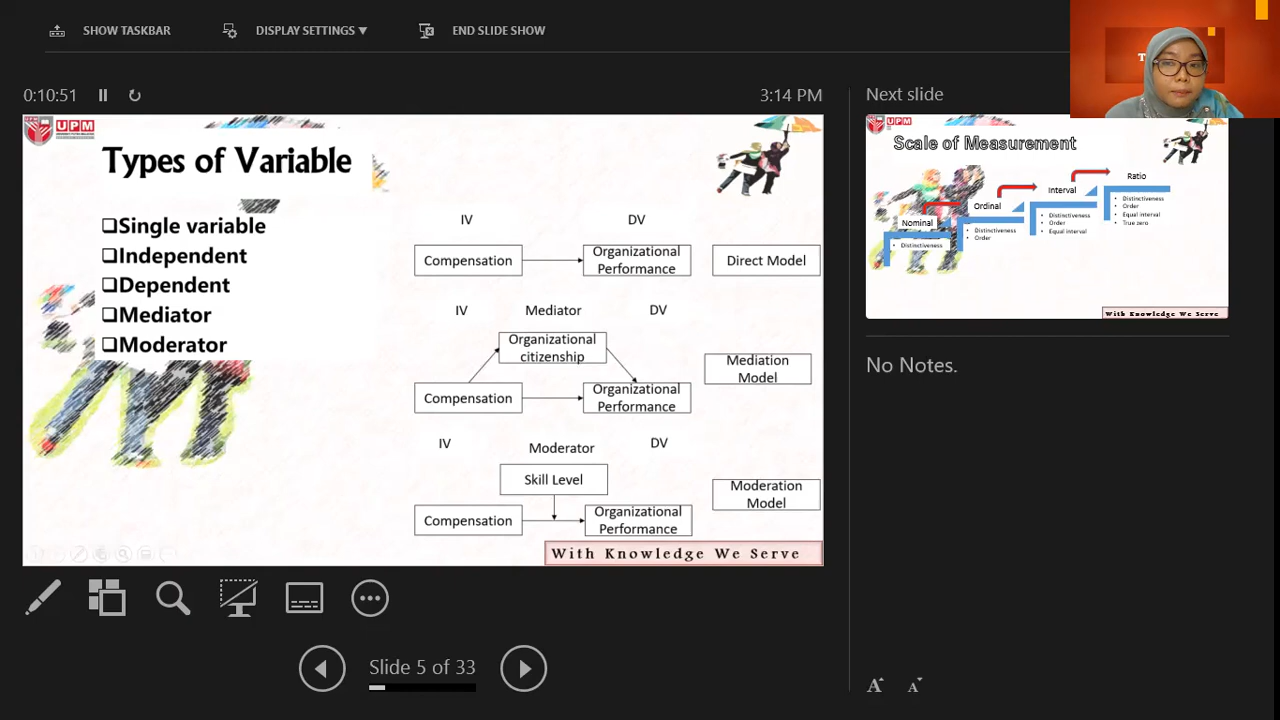 SHOW TASKBAR
DISPLAY SETTINGS ▼
END SLIDE SHOW
0:10:51
3:14 PM
Next slide
UPM
Types of Variable
❑Single variable
❑Independent
❑Dependent
❑Mediator
❑Moderator
IV
DV
Compensation
Organizational
Performance
Direct Model
IV
Mediator
DV
Organizational
citizenship
Mediation
Model
Compensation
Organizational
Performance
IV
Moderator
DV
Skill Level
Moderation
Model
Compensation
Organizational
Performance
With Knowledge We Serve
UPM
Scale of Measurement
Nominal
• Distinctiveness
Ordinal
• Distinctiveness
• Order
Interval
• Distinctiveness
• Order
• Equal interval
Ratio
• Distinctiveness
• Order
• Equal interval
• True zero
With Knowledge We Serve
No Notes.
Slide 5 of 33
A A